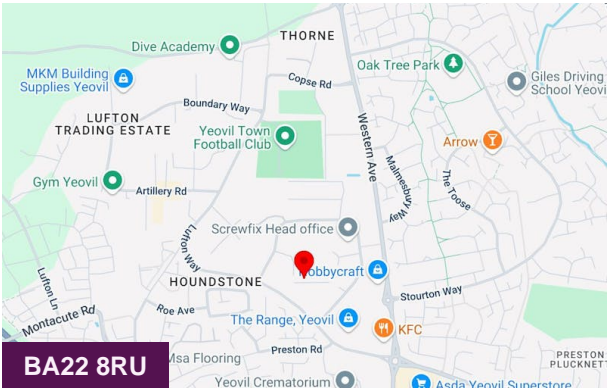 THORNE
Dive Academy
Oak Tree Park
MKM Building
Supplies Yeovil
Copse Rd
Giles Driving
School Yeovi
Boundary Way
LUFTON
TRADING ESTATE
Yeovil Town
Football Club
Western Ave
Arrow
Malmesbury Way
The Toose
Gym Yeovil
Artillery Rd
Screwfix Head office
Lufton Way
obbycraft
HOUNDSTONE
Lufton Ln
Stourton Way
Roe Ave
Montacute Rd
The Range, Yeovil
KFC
Preston Rd
PRESTON
PLUCKNETT
BA22 8RU
Msa Flooring
Yeovil Crematorium
Asda Yeovil Superstore